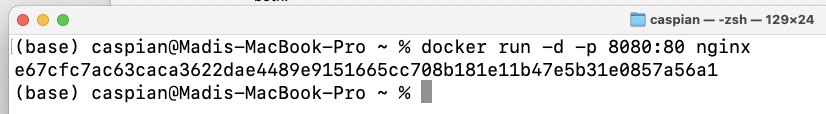 caspian — -zsh — 129×24
(base) caspian@Madis-MacBook-Pro ~ % docker run -d -p 8080:80 nginx
e67cfc7ac63caca3622dae4489e9151665cc708b181e11b47e5b31e0857a56a1
(base) caspian@Madis-MacBook-Pro ~ %